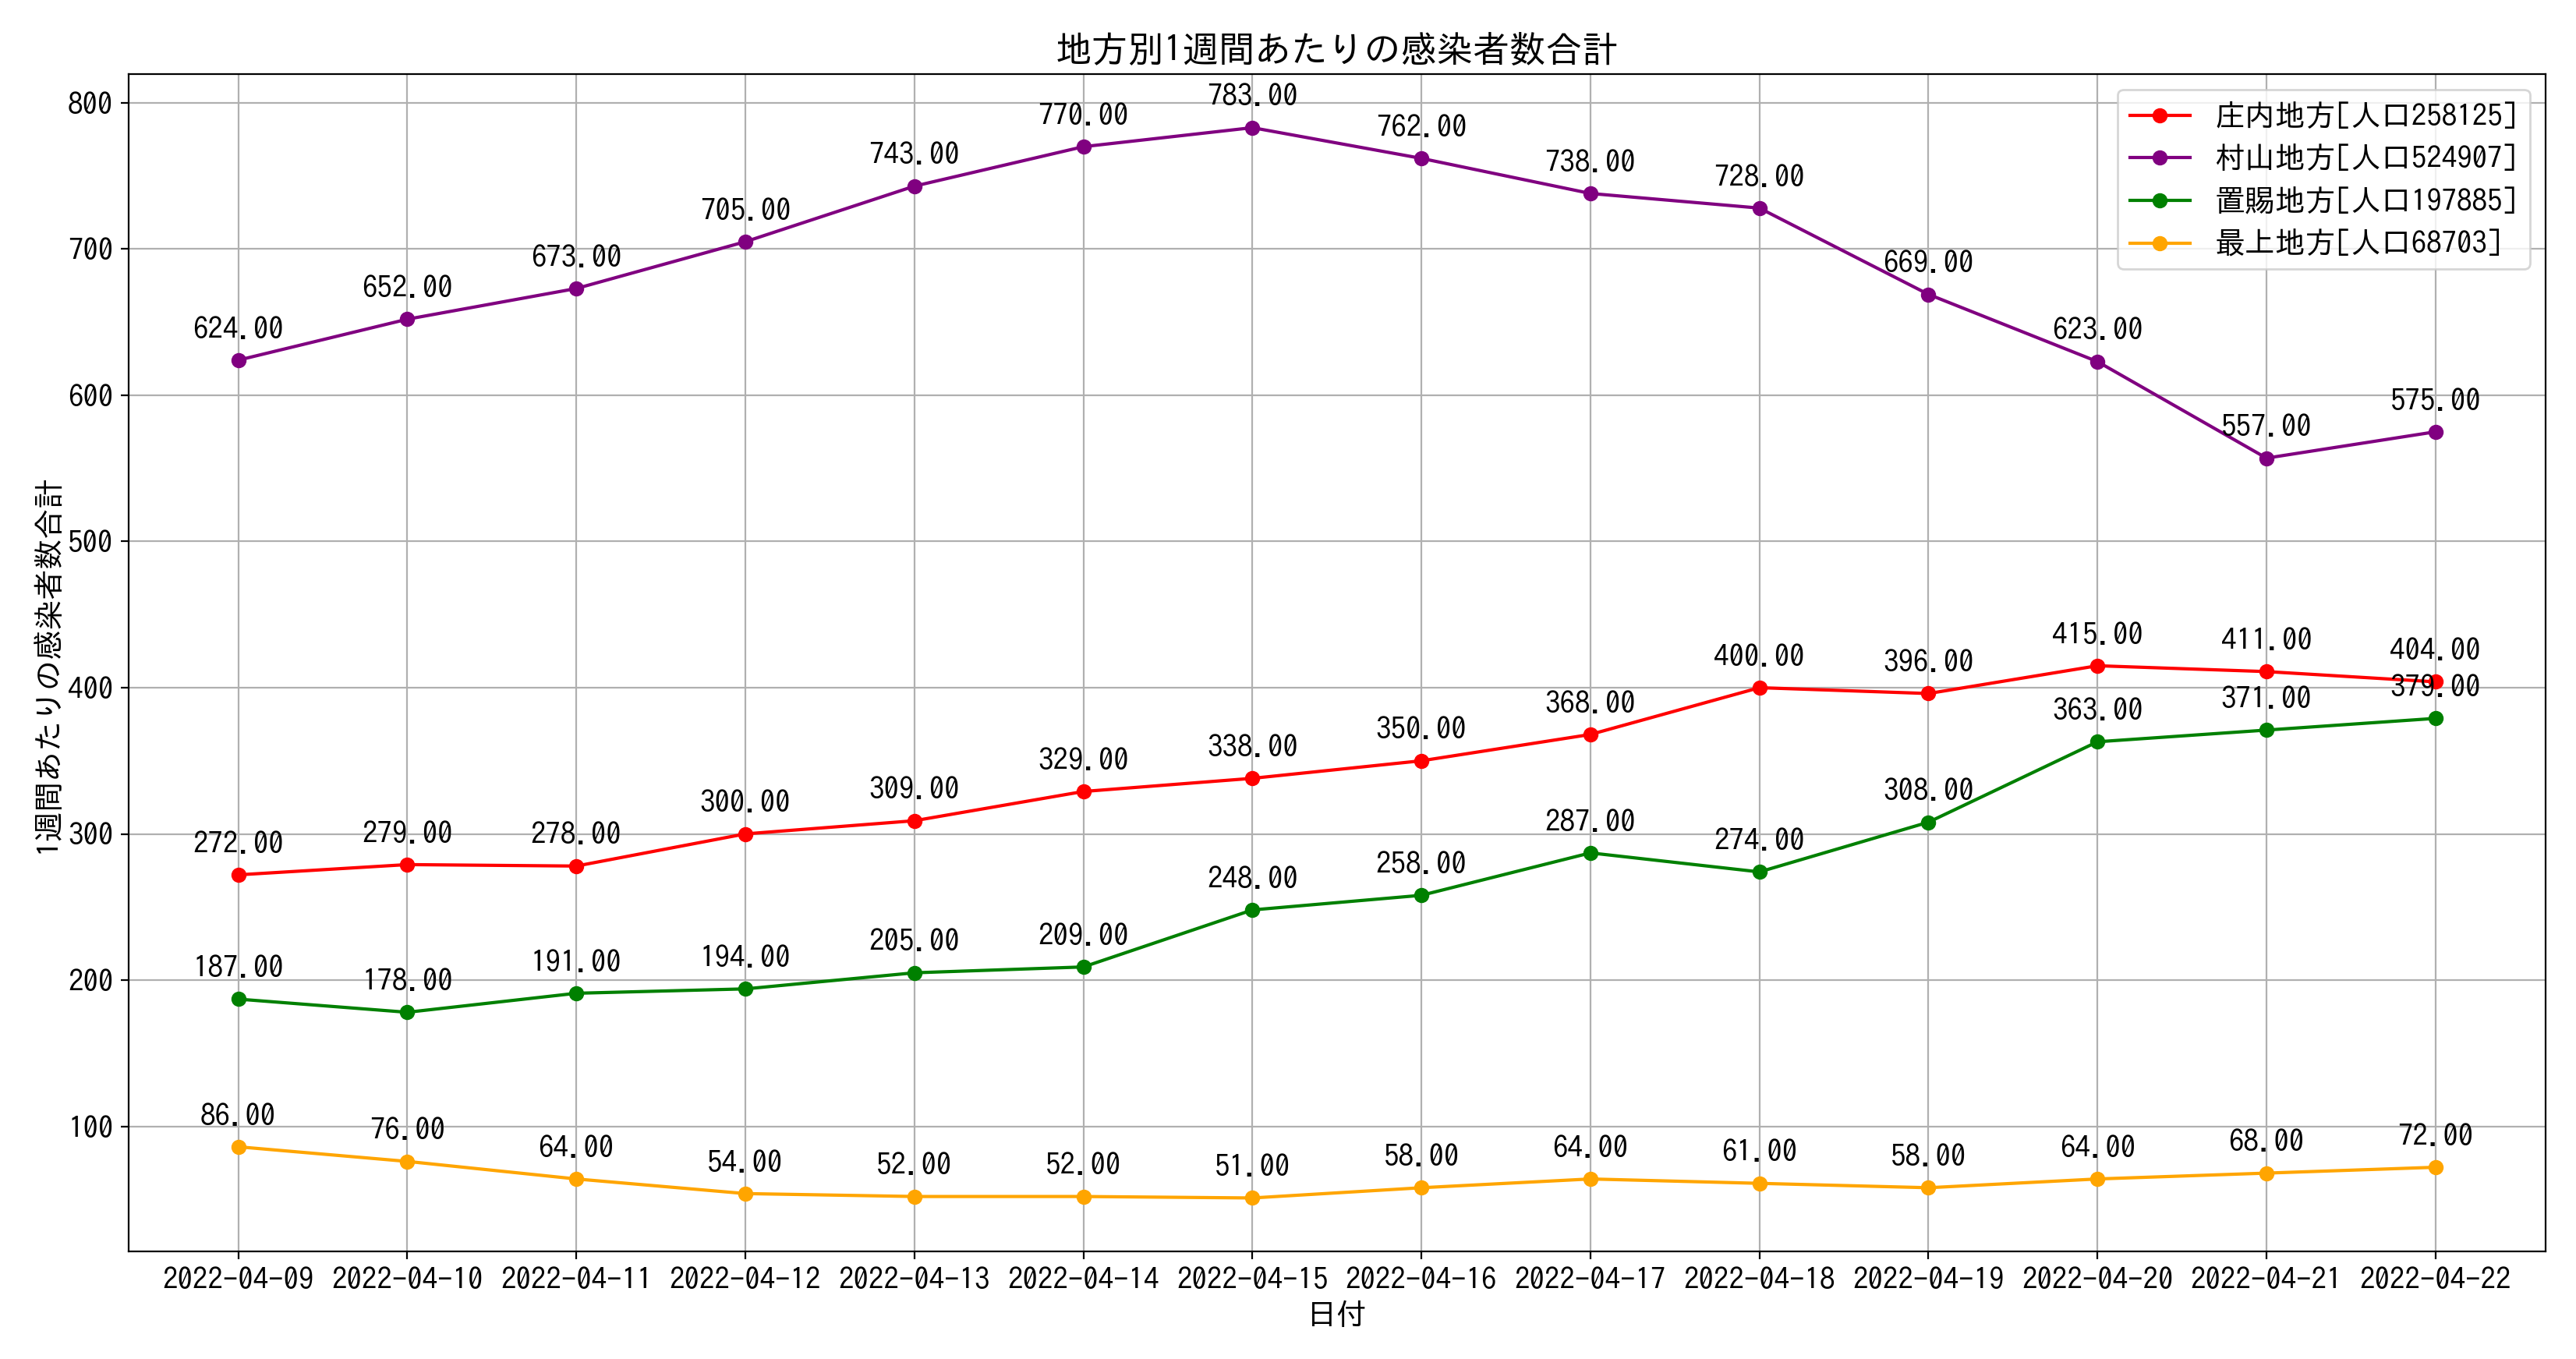 地方別1週間あたりの感染者数合計
1週間あたりの感染者数合計
800
700
600
500
400
300
200
100
庄内地方[人口258125]
村山地方[人口524907]
置賜地方[人口197885]
最上地方[人口68703]
624.00 652.00 673.00 705.00 743.00 770.00 783.00 762.00 738.00 728.00 669.00 623.00 557.00 575.00
272.00 279.00 278.00 300.00 309.00 329.00 338.00 350.00 368.00 400.00 396.00 415.00 411.00 404.00
187.00 178.00 191.00 194.00 205.00 209.00 248.00 258.00 287.00 274.00 308.00 363.00 371.00 379.00
86.00 76.00 64.00 54.00 52.00 52.00 51.00 58.00 64.00 61.00 58.00 64.00 68.00 72.00
2022-04-09 2022-04-10 2022-04-11 2022-04-12 2022-04-13 2022-04-14 2022-04-15 2022-04-16 2022-04-17 2022-04-18 2022-04-19 2022-04-20 2022-04-21 2022-04-22
日付